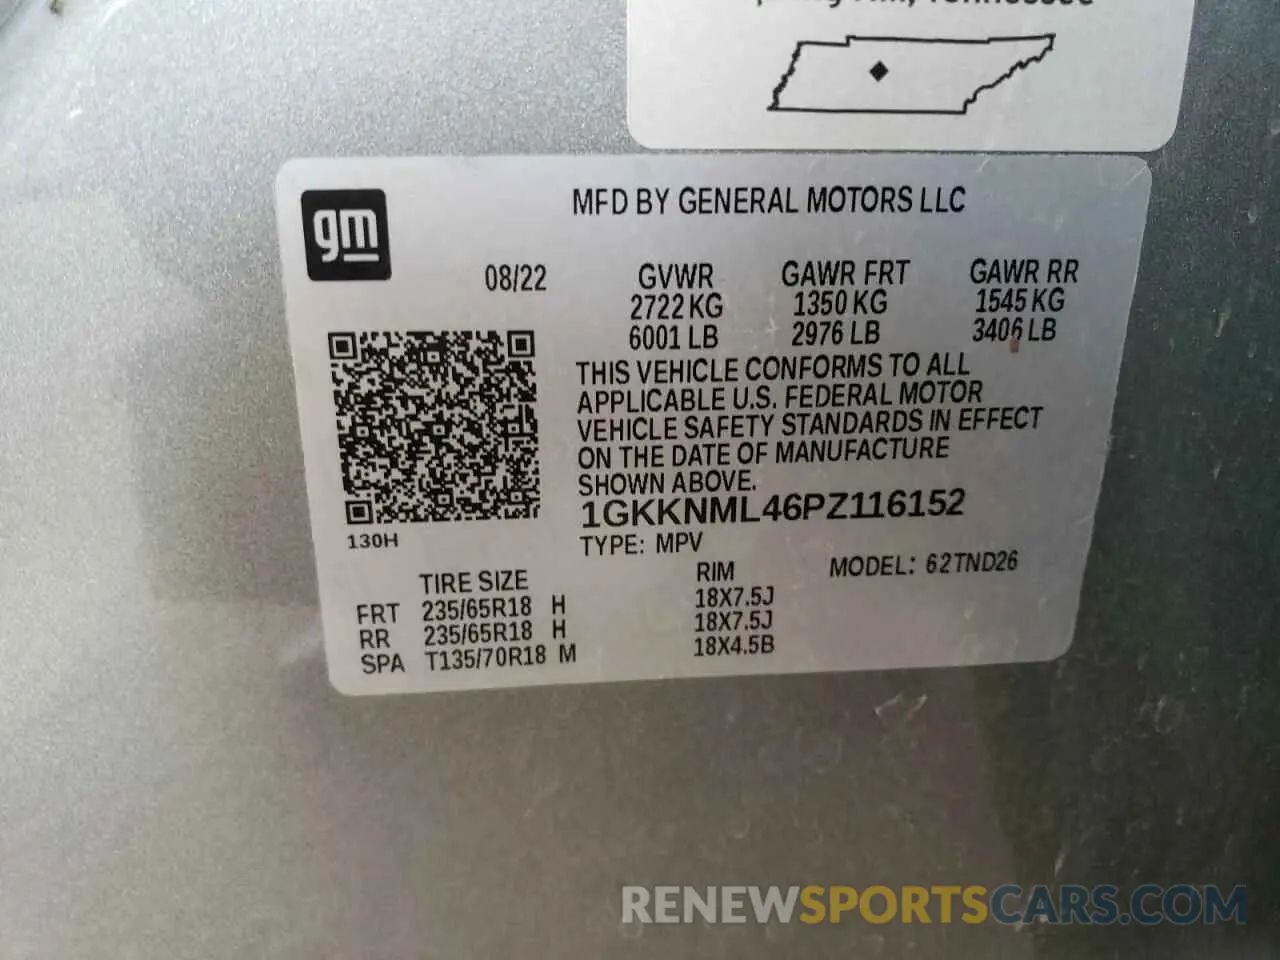 Tennessee
gm
MFD BY GENERAL MOTORS LLC
08/22
GVWR GAWR FRT GAWR RR
2722 KG 1350 KG 1545 KG
6001 LB 2976 LB 3406 LB
THIS VEHICLE CONFORMS TO ALL
APPLICABLE U.S. FEDERAL MOTOR
VEHICLE SAFETY STANDARDS IN EFFECT
ON THE DATE OF MANUFACTURE
SHOWN ABOVE.
1GKKNML46PZ116152
130H
TYPE: MPV MODEL: 62TND26
TIRE SIZE RIM
FRT 235/65R18 H 18X7.5J
RR 235/65R18 H 18X7.5J
SPA T135/70R18 M 18X4.5B
RENEWSPORTSCARS.COM